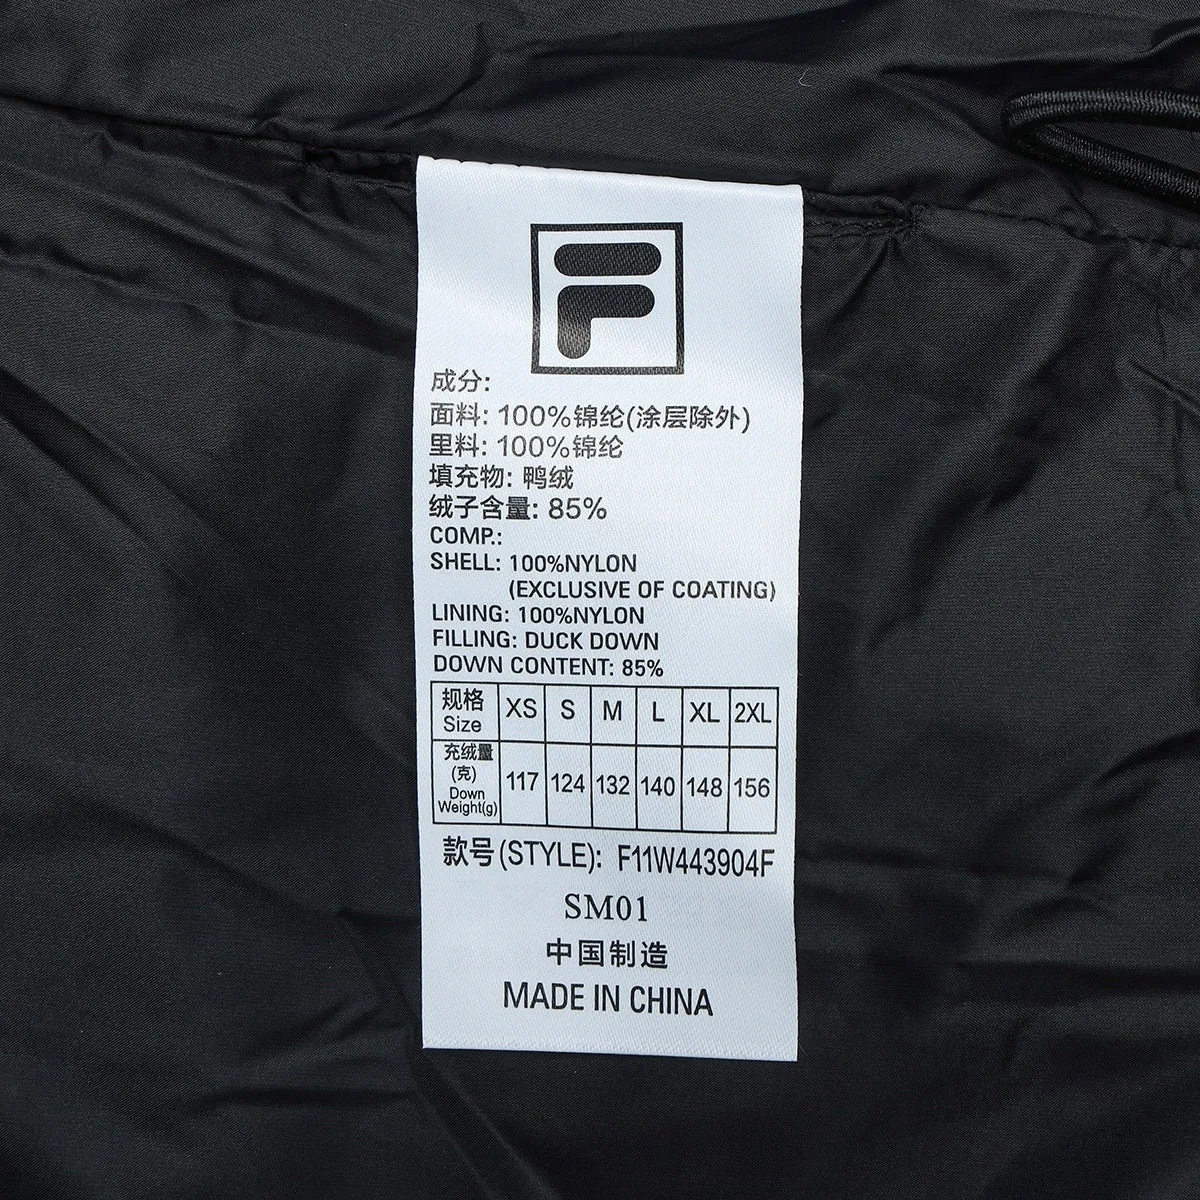 F
成分:
面料: 100%锦纶(涂层除外)
里料: 100%锦纶
填充物: 鸭绒
绒子含量: 85%
COMP.:
SHELL: 100%NYLON
(EXCLUSIVE OF COATING)
LINING: 100%NYLON
FILLING: DUCK DOWN
DOWN CONTENT: 85%
规格 Size XS S M L XL 2XL
充绒量 (克) Down Weight(g) 117 124 132 140 148 156
款号(STYLE): F11W443904F
SM01
中国制造
MADE IN CHINA